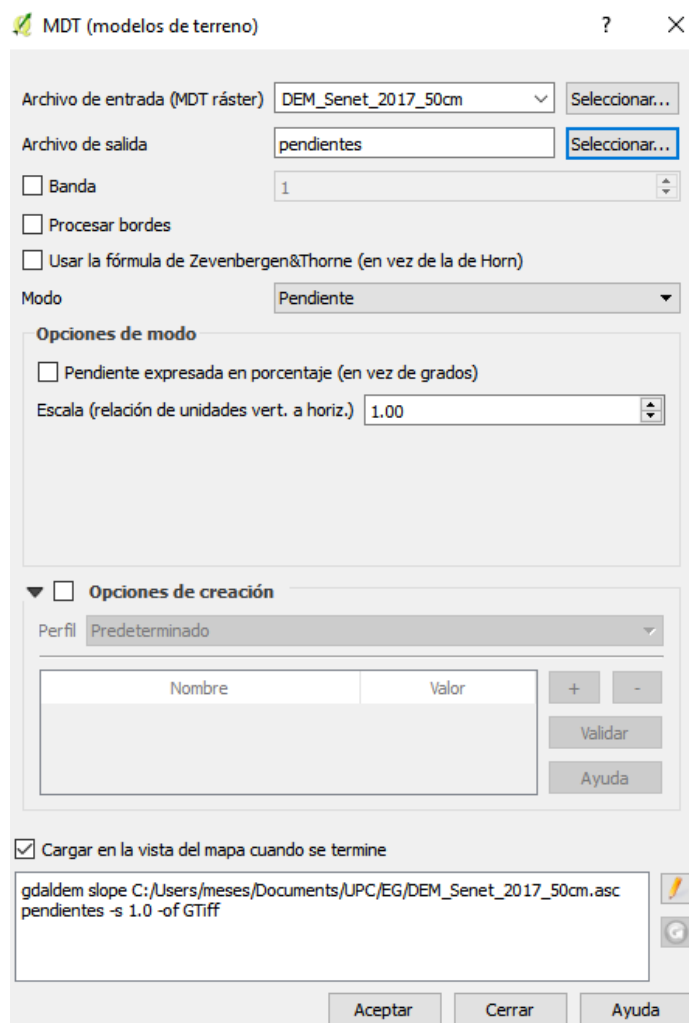 MDT (modelos de terreno)
?
Archivo de entrada (MDT ráster) DEM_Senet_2017_50cm Seleccionar...
Archivo de salida pendientes Seleccionar...
Banda 1
Procesar bordes
Usar la fórmula de Zevenbergen&Thorne (en vez de la de Horn)
Modo Pendiente
Opciones de modo
Pendiente expresada en porcentaje (en vez de grados)
Escala (relación de unidades vert. a horiz.) 1.00
Opciones de creación
Perfil Predeterminado
Nombre Valor + -
Validar
Ayuda
Cargar en la vista del mapa cuando se termine
gdaldem slope C:/Users/meses/Documents/UPC/EG/DEM_Senet_2017_50cm.asc
pendientes -s 1.0 -of GTiff
Aceptar Cerrar Ayuda